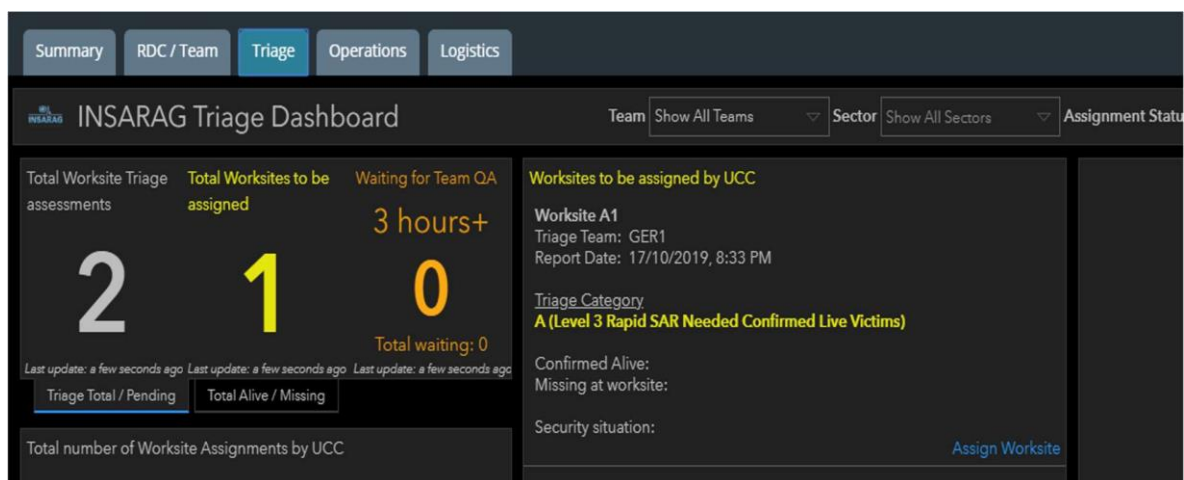 Summary
RDC / Team
Triage
Operations
Logistics
INSARAG
INSARAG Triage Dashboard
Team
Show All Teams
Sector
Show All Sectors
Assignment Statu
Total Worksite Triage
assessments
2
Last update: a few seconds ago
Total Worksites to be
assigned
1
Last update: a few seconds ago
Waiting for Team QA
3 hours+
0
Total waiting: 0
Last update: a few seconds ago
Triage Total / Pending
Total Alive / Missing
Total number of Worksite Assignments by UCC
Worksites to be assigned by UCC
Worksite A1
Triage Team: GER1
Report Date: 17/10/2019, 8:33 PM
Triage Category
A (Level 3 Rapid SAR Needed Confirmed Live Victims)
Confirmed Alive:
Missing at worksite:
Security situation:
Assign Worksite